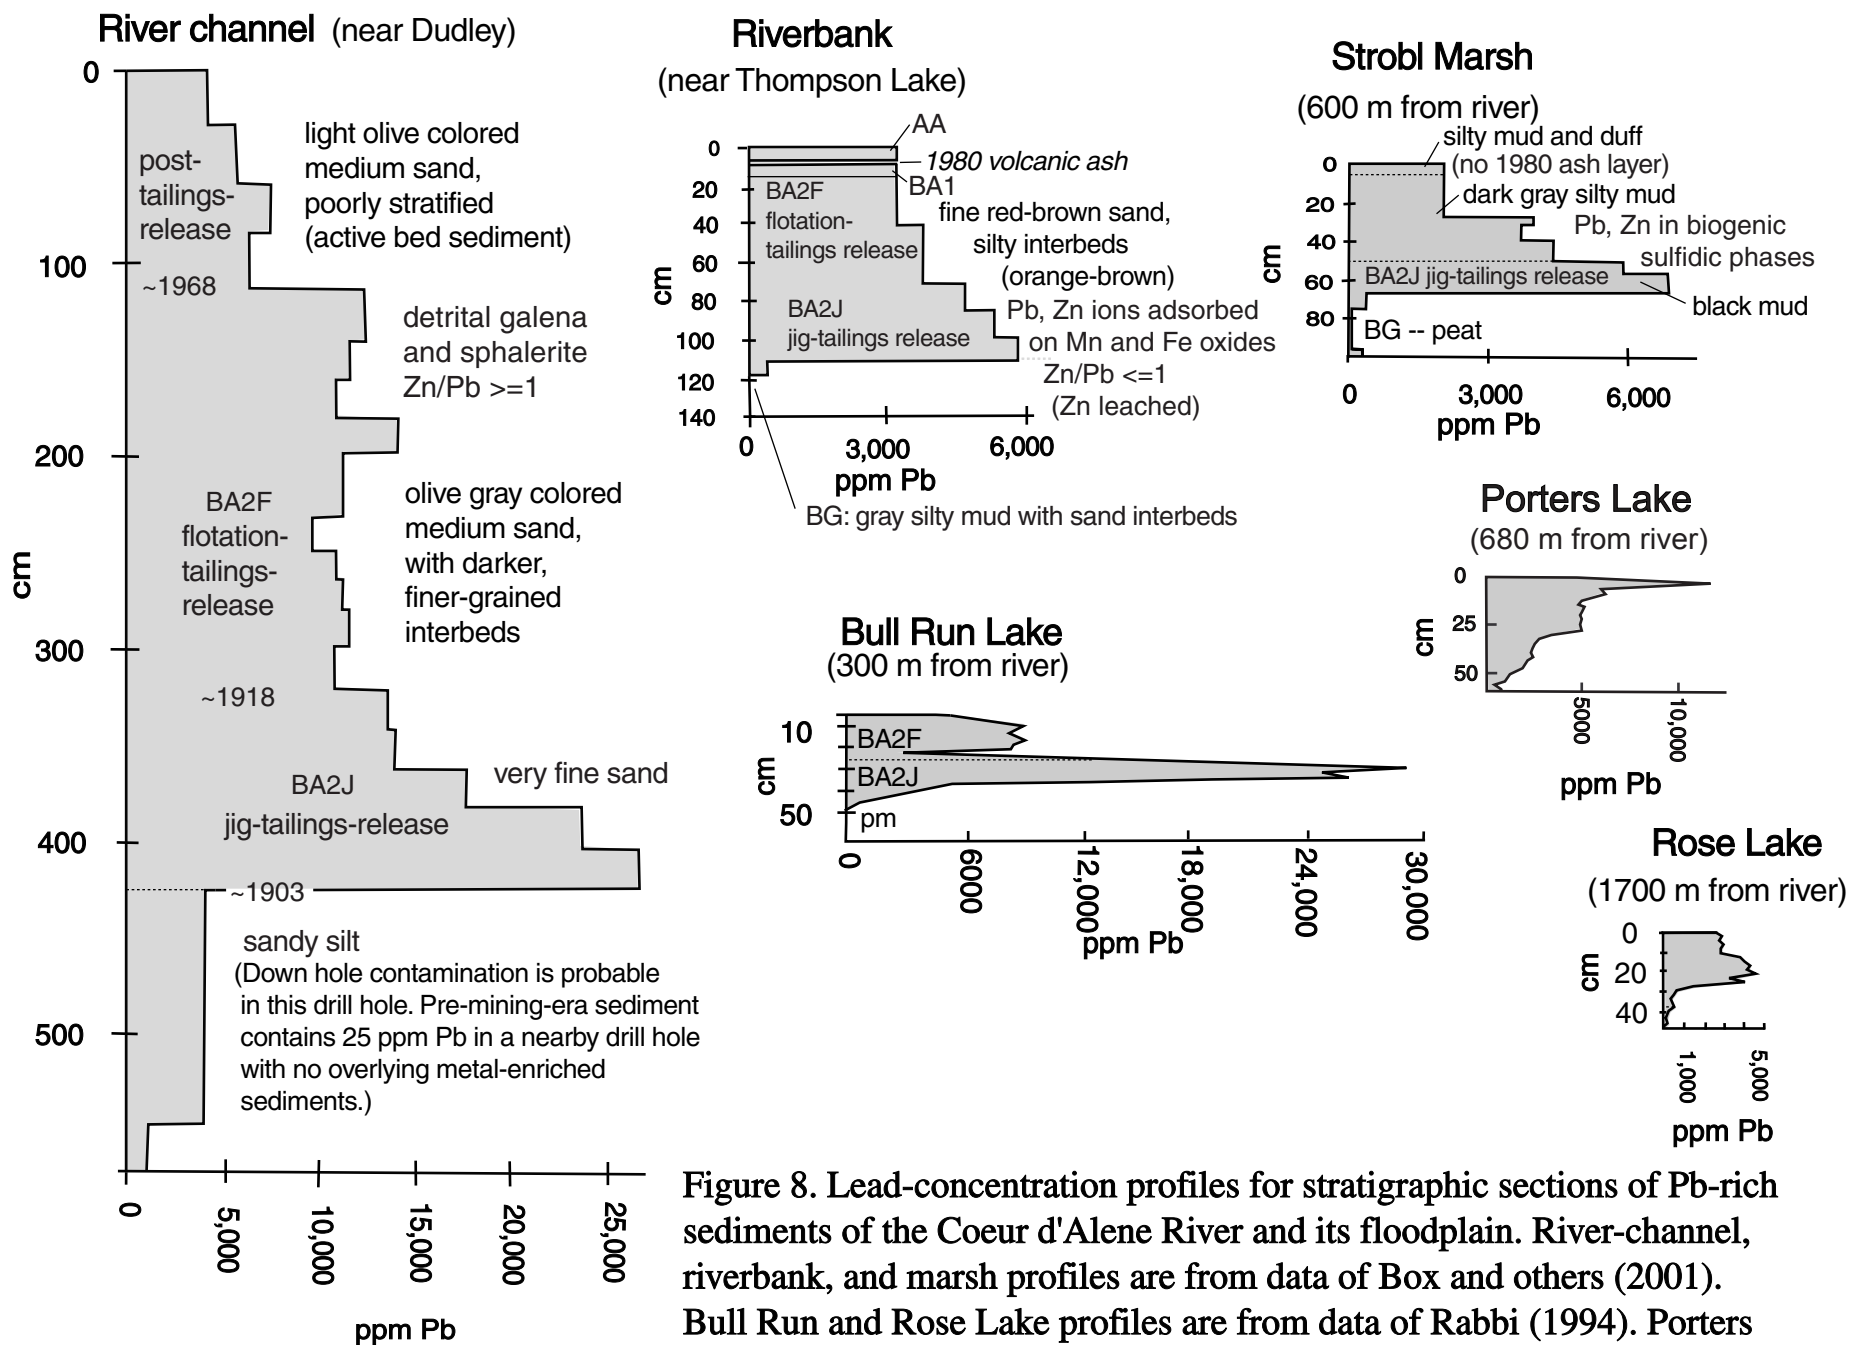 River channel (near Dudley)
0
100
200
300
400
500
cm
post-
tailings-
release
~1968
light olive colored
medium sand,
poorly stratified
(active bed sediment)
detrital galena
and sphalerite
Zn/Pb >=1
BA2F
flotation-
tailings-
release
olive gray colored
medium sand,
with darker,
finer-grained
interbeds
~1918
BA2J
jig-tailings-release
very fine sand
~1903
sandy silt
(Down hole contamination is probable
in this drill hole. Pre-mining-era sediment
contains 25 ppm Pb in a nearby drill hole
with no overlying metal-enriched
sediments.)
0
5,000
10,000
15,000
20,000
25,000
ppm Pb
Riverbank
(near Thompson Lake)
0
20
40
60
80
100
120
140
cm
AA
1980 volcanic ash
BA1
BA2F
flotation-
tailings release
fine red-brown sand,
silty interbeds
(orange-brown)
BA2J
jig-tailings release
Pb, Zn ions adsorbed
on Mn and Fe oxides
Zn/Pb <=1
(Zn leached)
0 3,000 6,000
ppm Pb
BG: gray silty mud with sand interbeds
Strobl Marsh
(600 m from river)
silty mud and duff
(no 1980 ash layer)
dark gray silty mud
0
20
40
60
80
cm
Pb, Zn in biogenic
sulfidic phases
BA2J jig-tailings release
black mud
BG -- peat
0 3,000 6,000
ppm Pb
Porters Lake
(680 m from river)
0
25
50
cm
5000
10,000
ppm Pb
Bull Run Lake
(300 m from river)
10
50
cm
BA2F
BA2J
pm
0
6000
12,000
18,000
24,000
30,000
ppm Pb
Rose Lake
(1700 m from river)
0
20
40
cm
1,000
5,000
ppm Pb
Figure 8. Lead-concentration profiles for stratigraphic sections of Pb-rich
sediments of the Coeur d'Alene River and its floodplain. River-channel,
riverbank, and marsh profiles are from data of Box and others (2001).
Bull Run and Rose Lake profiles are from data of Rabbi (1994). Porters